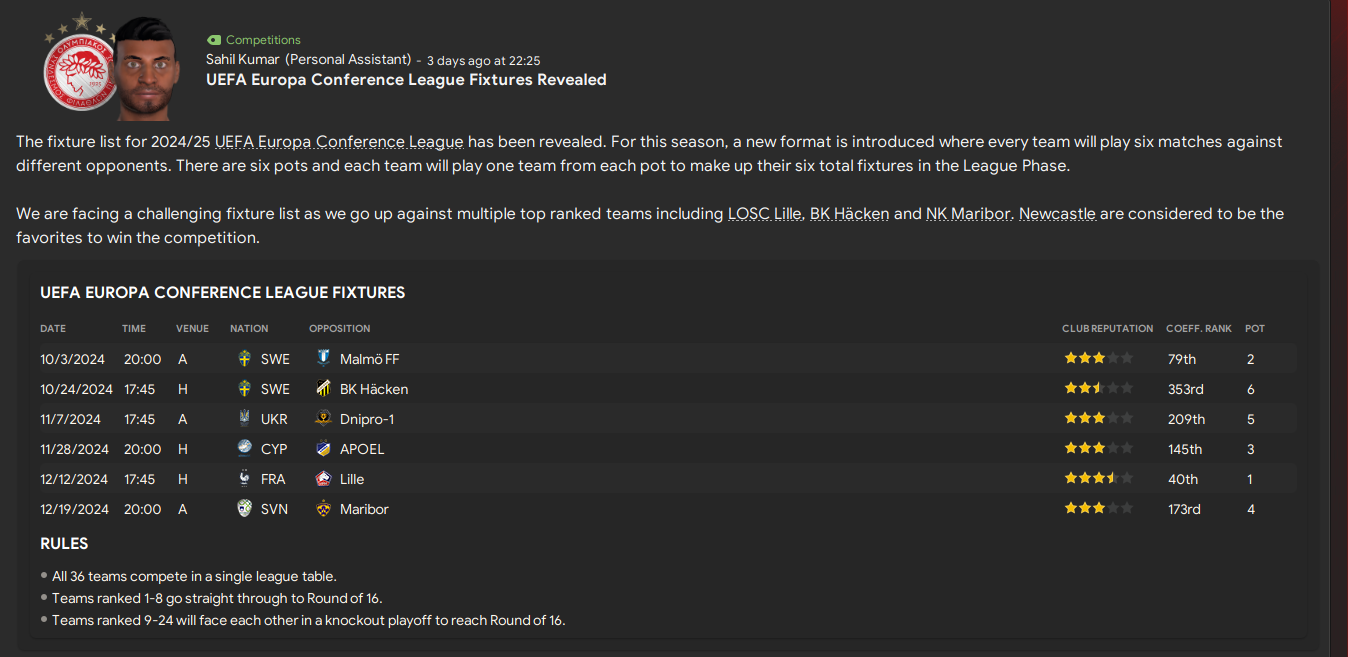 Competitions
Sahil Kumar (Personal Assistant) - 3 days ago at 22:25
UEFA Europa Conference League Fixtures Revealed
The fixture list for 2024/25 UEFA Europa Conference League has been revealed. For this season, a new format is introduced where every team will play six matches against
different opponents. There are six pots and each team will play one team from each pot to make up their six total fixtures in the League Phase.
We are facing a challenging fixture list as we go up against multiple top ranked teams including LOSC Lille, BK Häcken and NK Maribor. Newcastle are considered to be the
favorites to win the competition.
UEFA EUROPA CONFERENCE LEAGUE FIXTURES
DATE TIME VENUE NATION OPPOSITION CLUB REPUTATION COEFF. RANK POT
10/3/2024 20:00 A SWE Malmö FF 79th 2
10/24/2024 17:45 H SWE BK Häcken 353rd 6
11/7/2024 17:45 A UKR Dnipro-1 209th 5
11/28/2024 20:00 H CYP APOEL 145th 3
12/12/2024 17:45 H FRA Lille 40th 1
12/19/2024 20:00 A SVN Maribor 173rd 4
RULES
All 36 teams compete in a single league table.
Teams ranked 1-8 go straight through to Round of 16.
Teams ranked 9-24 will face each other in a knockout playoff to reach Round of 16.